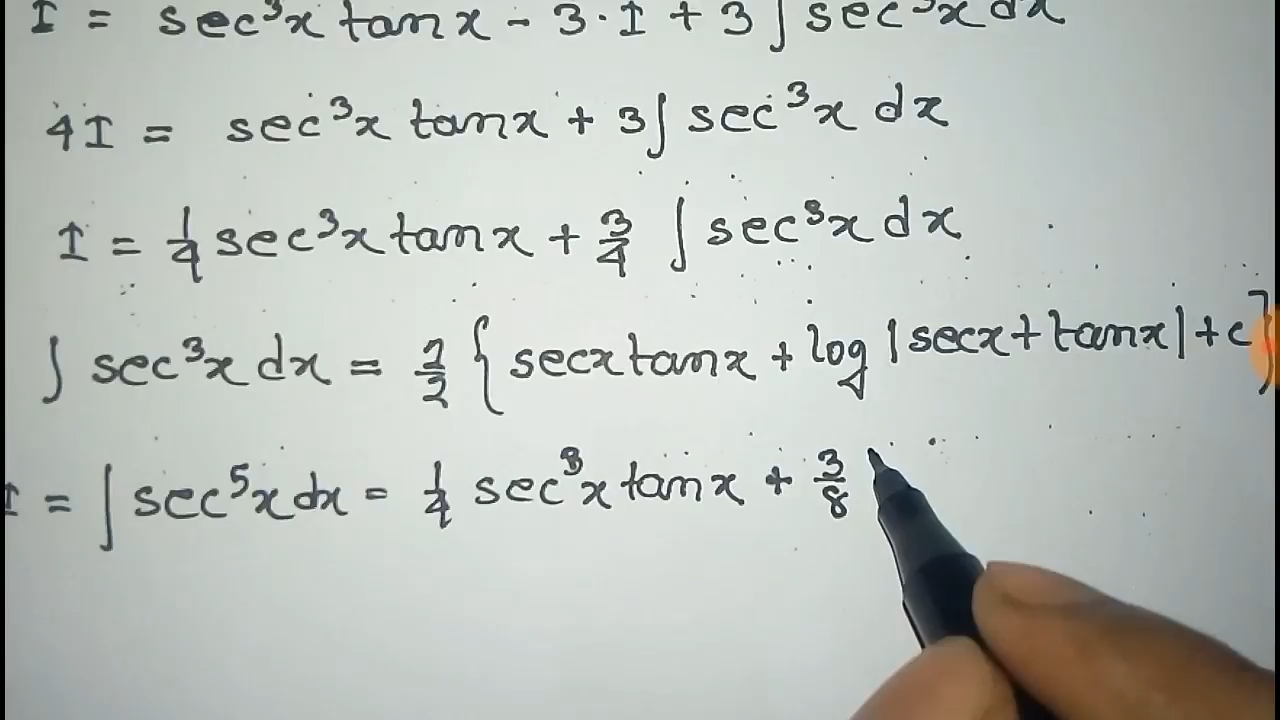 I = sec³x tanx - 3·I + 3∫ sec³x dx
4I = sec³x tanx + 3∫ sec³x dx
I = 1/4 sec³x tanx + 3/4 ∫ sec³x dx
∫ sec³x dx = 1/2 { secx tanx + log |secx + tanx| + c }
I = ∫ sec⁵x dx = 1/4 sec³x tanx + 3/8